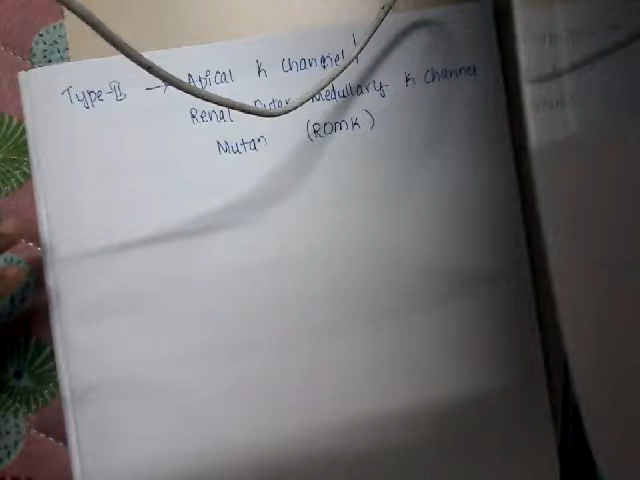 Type-II → Apical K channel /
Renal outer medullary K channel
Mutan (ROMK)